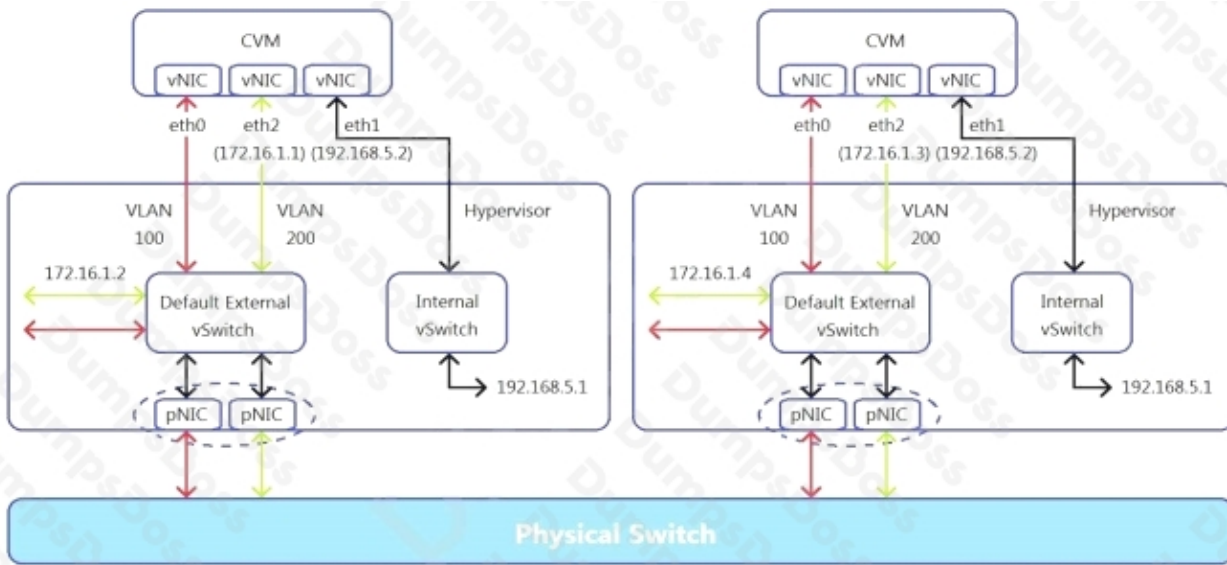 CVM
vNIC vNIC vNIC
eth0 eth2 eth1
(172.16.1.1) (192.168.5.2)
VLAN 100
VLAN 200
Hypervisor
172.16.1.2
Default External vSwitch
Internal vSwitch
192.168.5.1
pNIC pNIC
CVM
vNIC vNIC vNIC
eth0 eth2 eth1
(172.16.1.3) (192.168.5.2)
VLAN 100
VLAN 200
Hypervisor
172.16.1.4
Default External vSwitch
Internal vSwitch
192.168.5.1
pNIC pNIC
Physical Switch
DumpsDoss